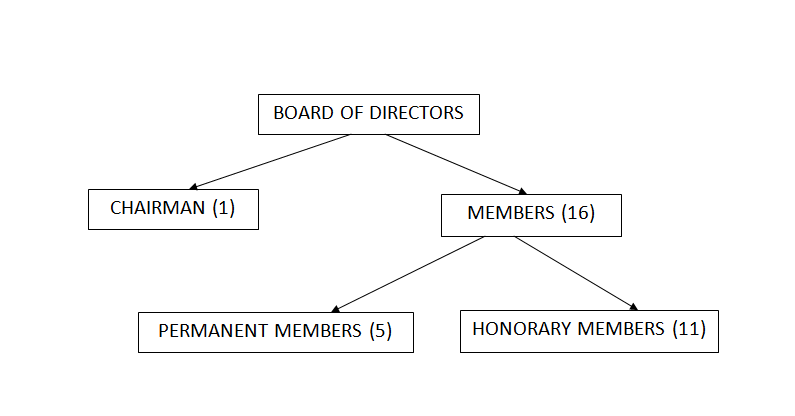 BOARD OF DIRECTORS
CHAIRMAN (1)
MEMBERS (16)
PERMANENT MEMBERS (5)
HONORARY MEMBERS (11)